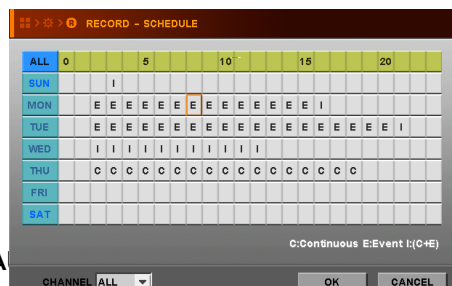 R RECORD - SCHEDULE
ALL 0 5 10 15 20
SUN I
MON E E E E E E E E E E E E E E I
TUE E E E E E E E E E E E E E E E E E E E I
WED I I I I I I I I I I I
THU C C C C C C C C C C C C C C C C C
FRI
SAT
C:Continuous E:Event I:(C+E)
CHANNEL ALL OK CANCEL